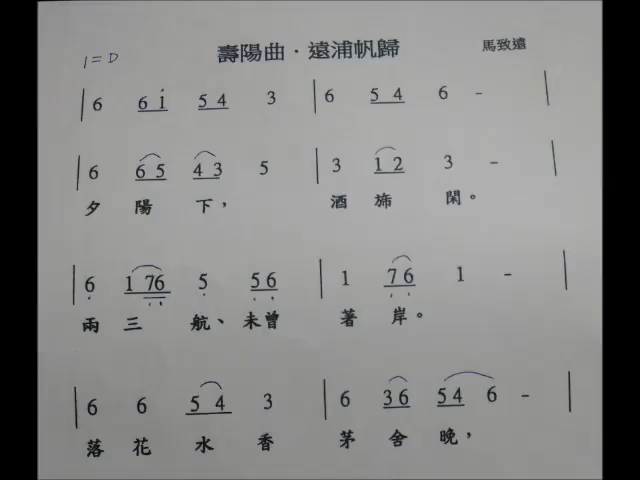 1=D 壽陽曲·遠浦帆歸 馬致遠
| 6 6 i 5 4 3 | 6 5 4 6 - |
| 6 6 5 4 3 5 | 3 1 2 3 - |
夕陽下，酒旆閑。
| 6 1 76 5 5 6 | 1 7 6 1 - |
兩三航、未曾著岸。
| 6 6 5 4 3 | 6 3 6 5 4 6 - |
落花水香茅舍晚，